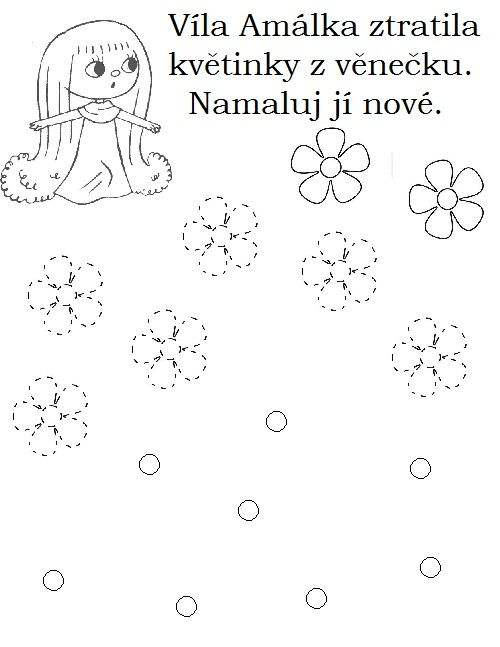 Víla Amálka ztratila
květinky z věnečku.
Namaluj jí nové.